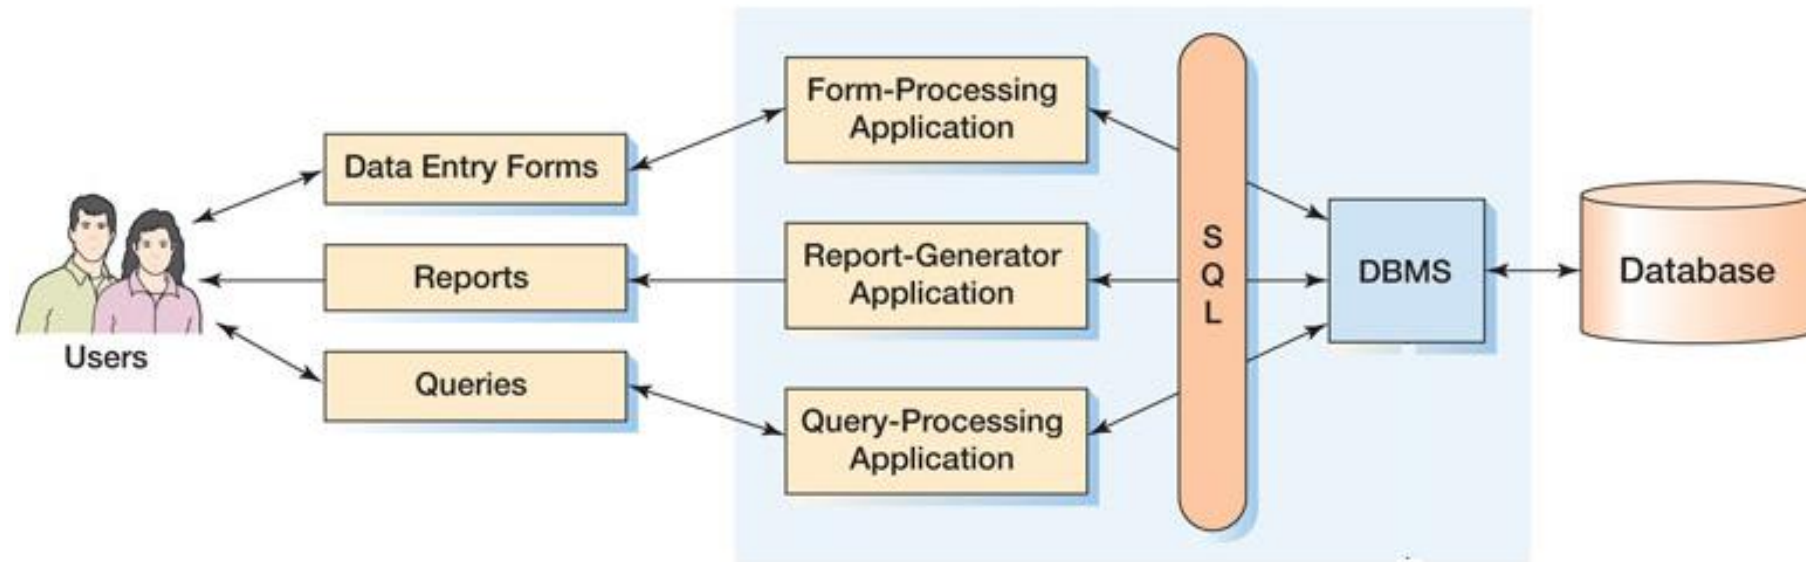 Users
Data Entry Forms
Reports
Queries
Form-Processing
Application
Report-Generator
Application
Query-Processing
Application
S
Q
L
DBMS
Database